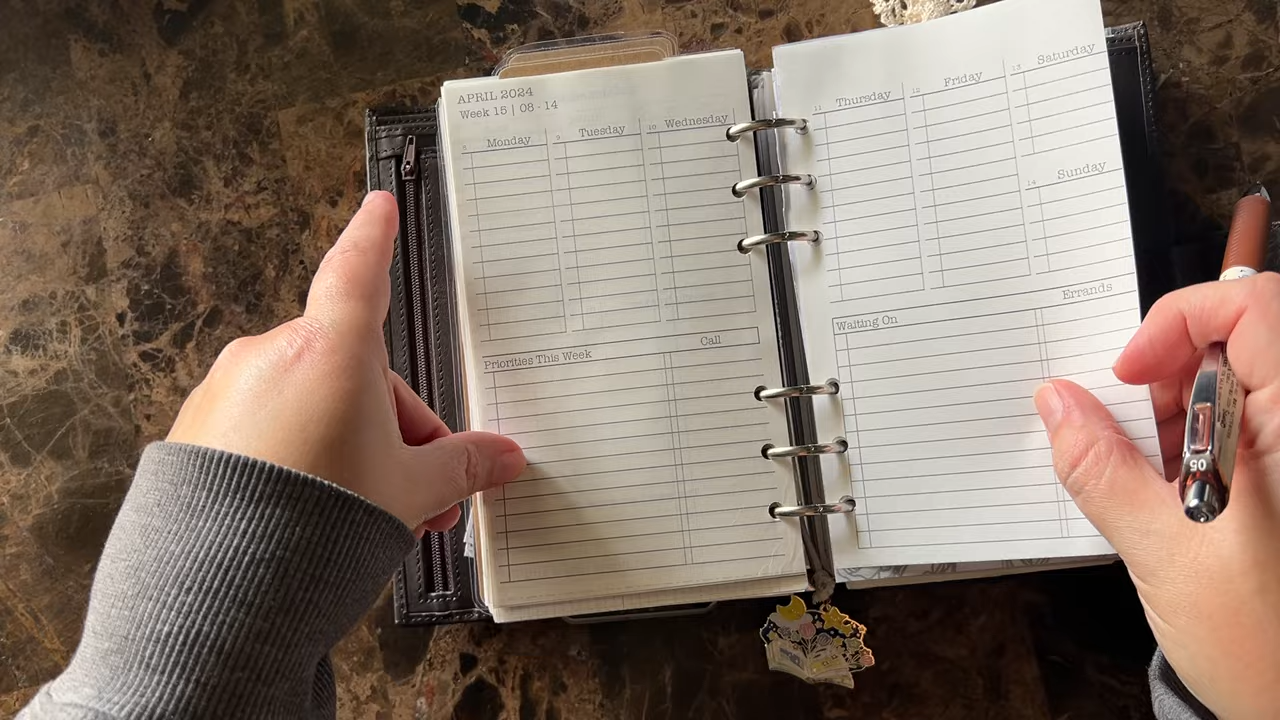 APRIL 2024
Week 15 | 08 - 14
8 Monday
9 Tuesday
10 Wednesday
Priorities This Week
Call
11 Thursday
12 Friday
13 Saturday
14 Sunday
Errands
Waiting On
05